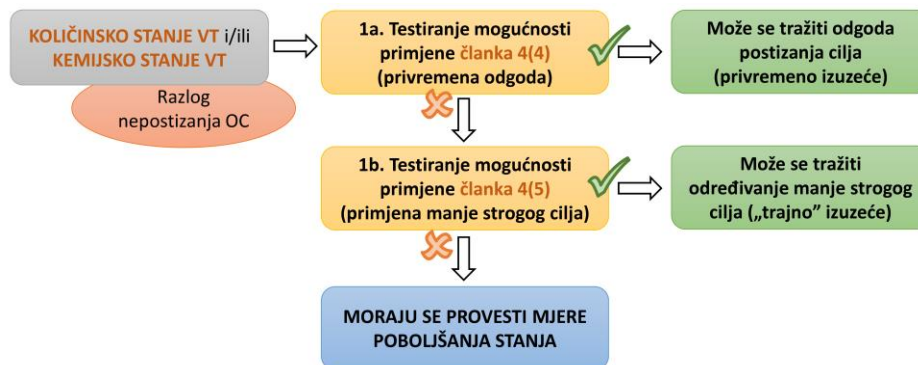 KOLIČINSKO STANJE VT i/ili
KEMIJSKO STANJE VT
Razlog
nepostizanja OC
1a. Testiranje mogućnosti
primjene članka 4(4)
(privremena odgoda)
Može se tražiti odgoda
postizanja cilja
(privremeno izuzeće)
1b. Testiranje mogućnosti
primjene članka 4(5)
(primjena manje strogog cilja)
Može se tražiti
određivanje manje strogog
cilja („trajno” izuzeće)
MORAJU SE PROVESTI MJERE
POBOLJŠANJA STANJA